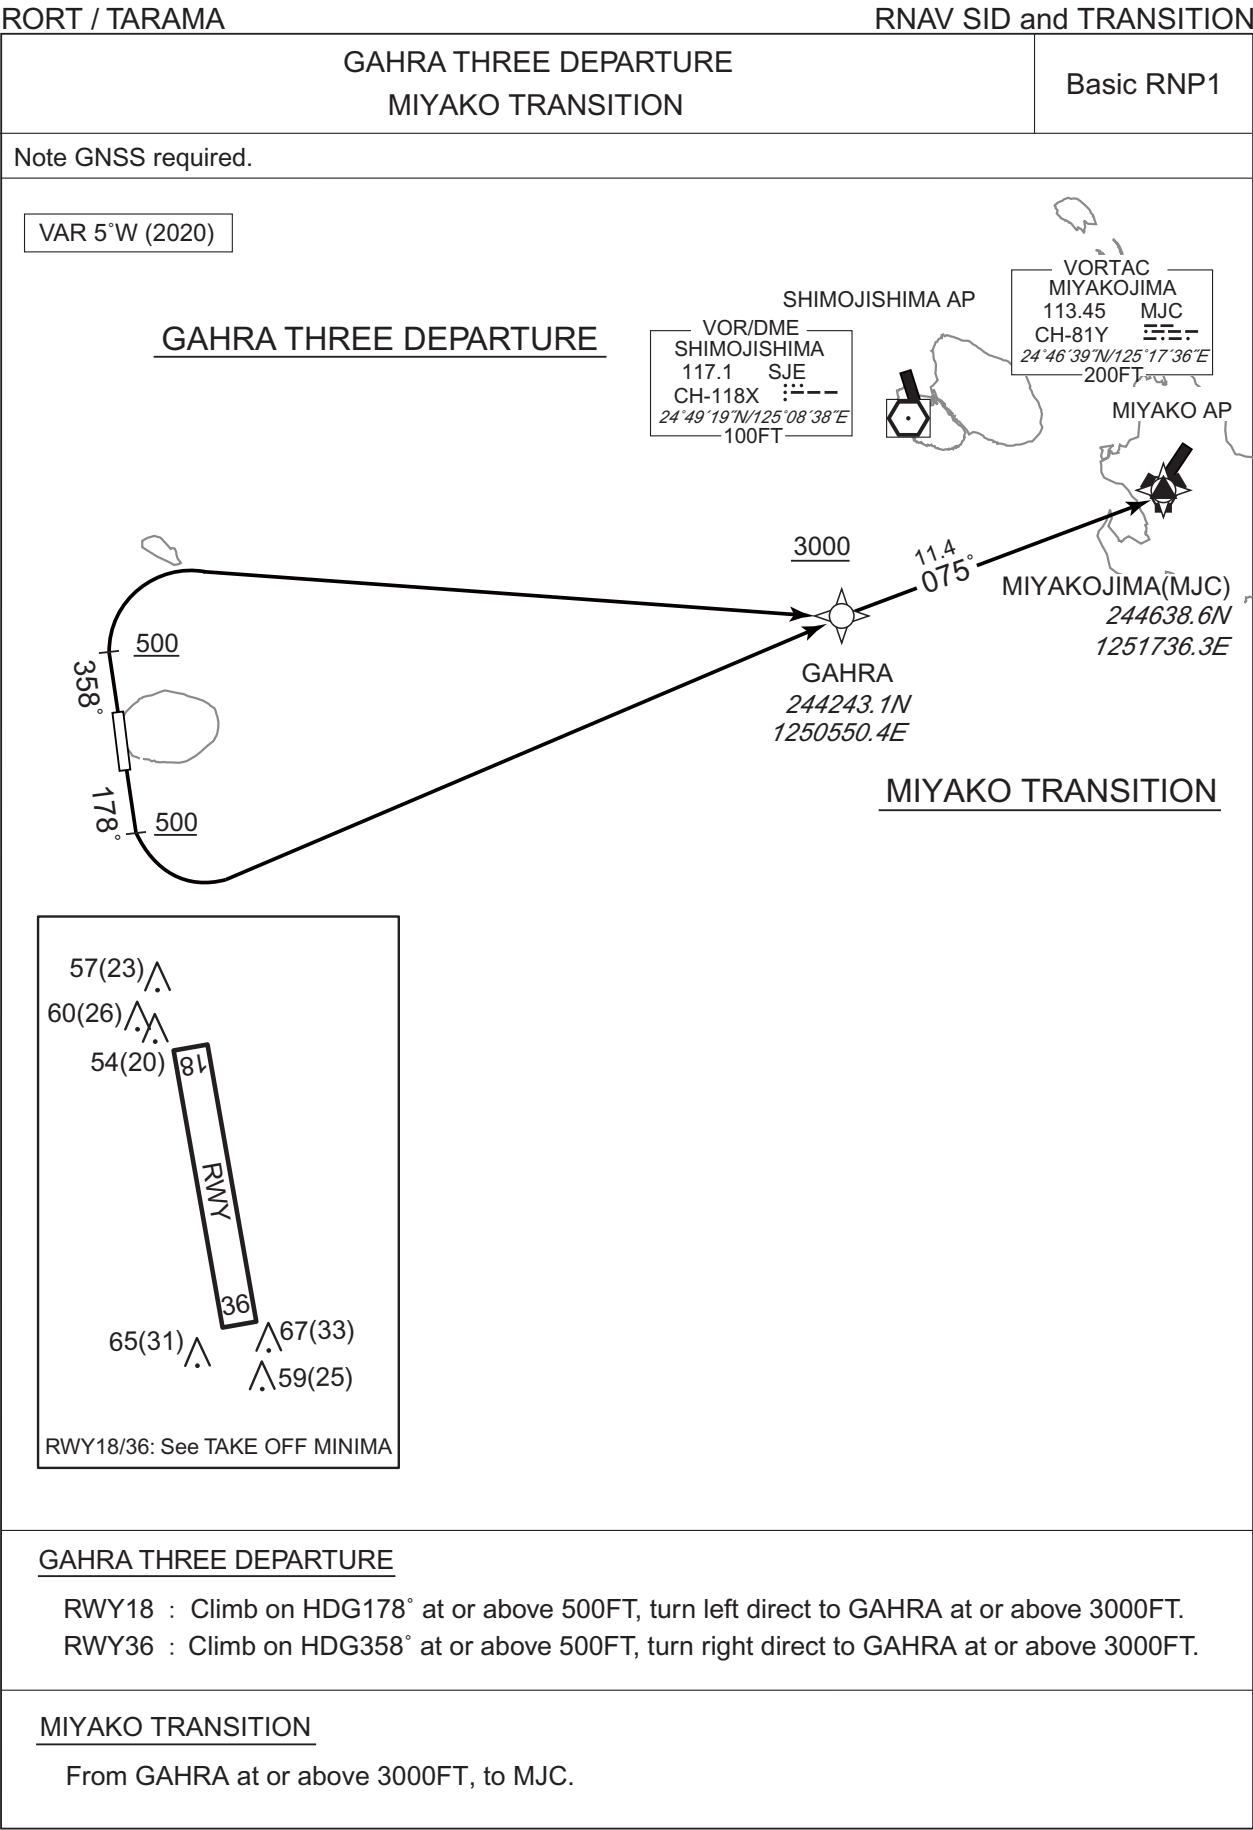 RORT / TARAMA
RNAV SID and TRANSITION
GAHRA THREE DEPARTURE
MIYAKO TRANSITION
Basic RNP1
Note GNSS required.
VAR 5°W (2020)
GAHRA THREE DEPARTURE
SHIMOJISHIMA AP
VOR/DME
SHIMOJISHIMA
117.1 SJE
CH-118X
24°49´19˝N/125°08´38˝E
100FT
VORTAC
MIYAKOJIMA
113.45 MJC
CH-81Y
24°46´39˝N/125°17´36˝E
200FT
MIYAKO AP
3000
11.4
075°
MIYAKOJIMA(MJC)
244638.6N
1251736.3E
GAHRA
244243.1N
1250550.4E
500
358°
178°
500
MIYAKO TRANSITION
57(23)
60(26)
54(20)
18
RWY
36
65(31)
67(33)
59(25)
RWY18/36: See TAKE OFF MINIMA
GAHRA THREE DEPARTURE
RWY18 : Climb on HDG178° at or above 500FT, turn left direct to GAHRA at or above 3000FT.
RWY36 : Climb on HDG358° at or above 500FT, turn right direct to GAHRA at or above 3000FT.
MIYAKO TRANSITION
From GAHRA at or above 3000FT, to MJC.